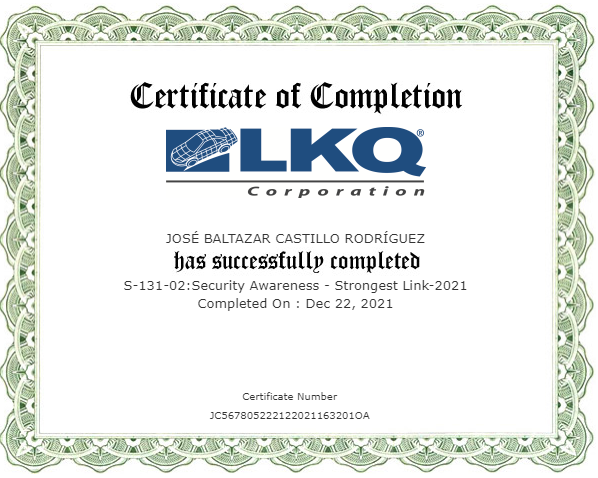 Certificate of Completion
LKQ®
Corporation
JOSÉ BALTAZAR CASTILLO RODRÍGUEZ
has successfully completed
S-131-02:Security Awareness - Strongest Link-2021
Completed On : Dec 22, 2021
Certificate Number
JC567805222122021163201OA